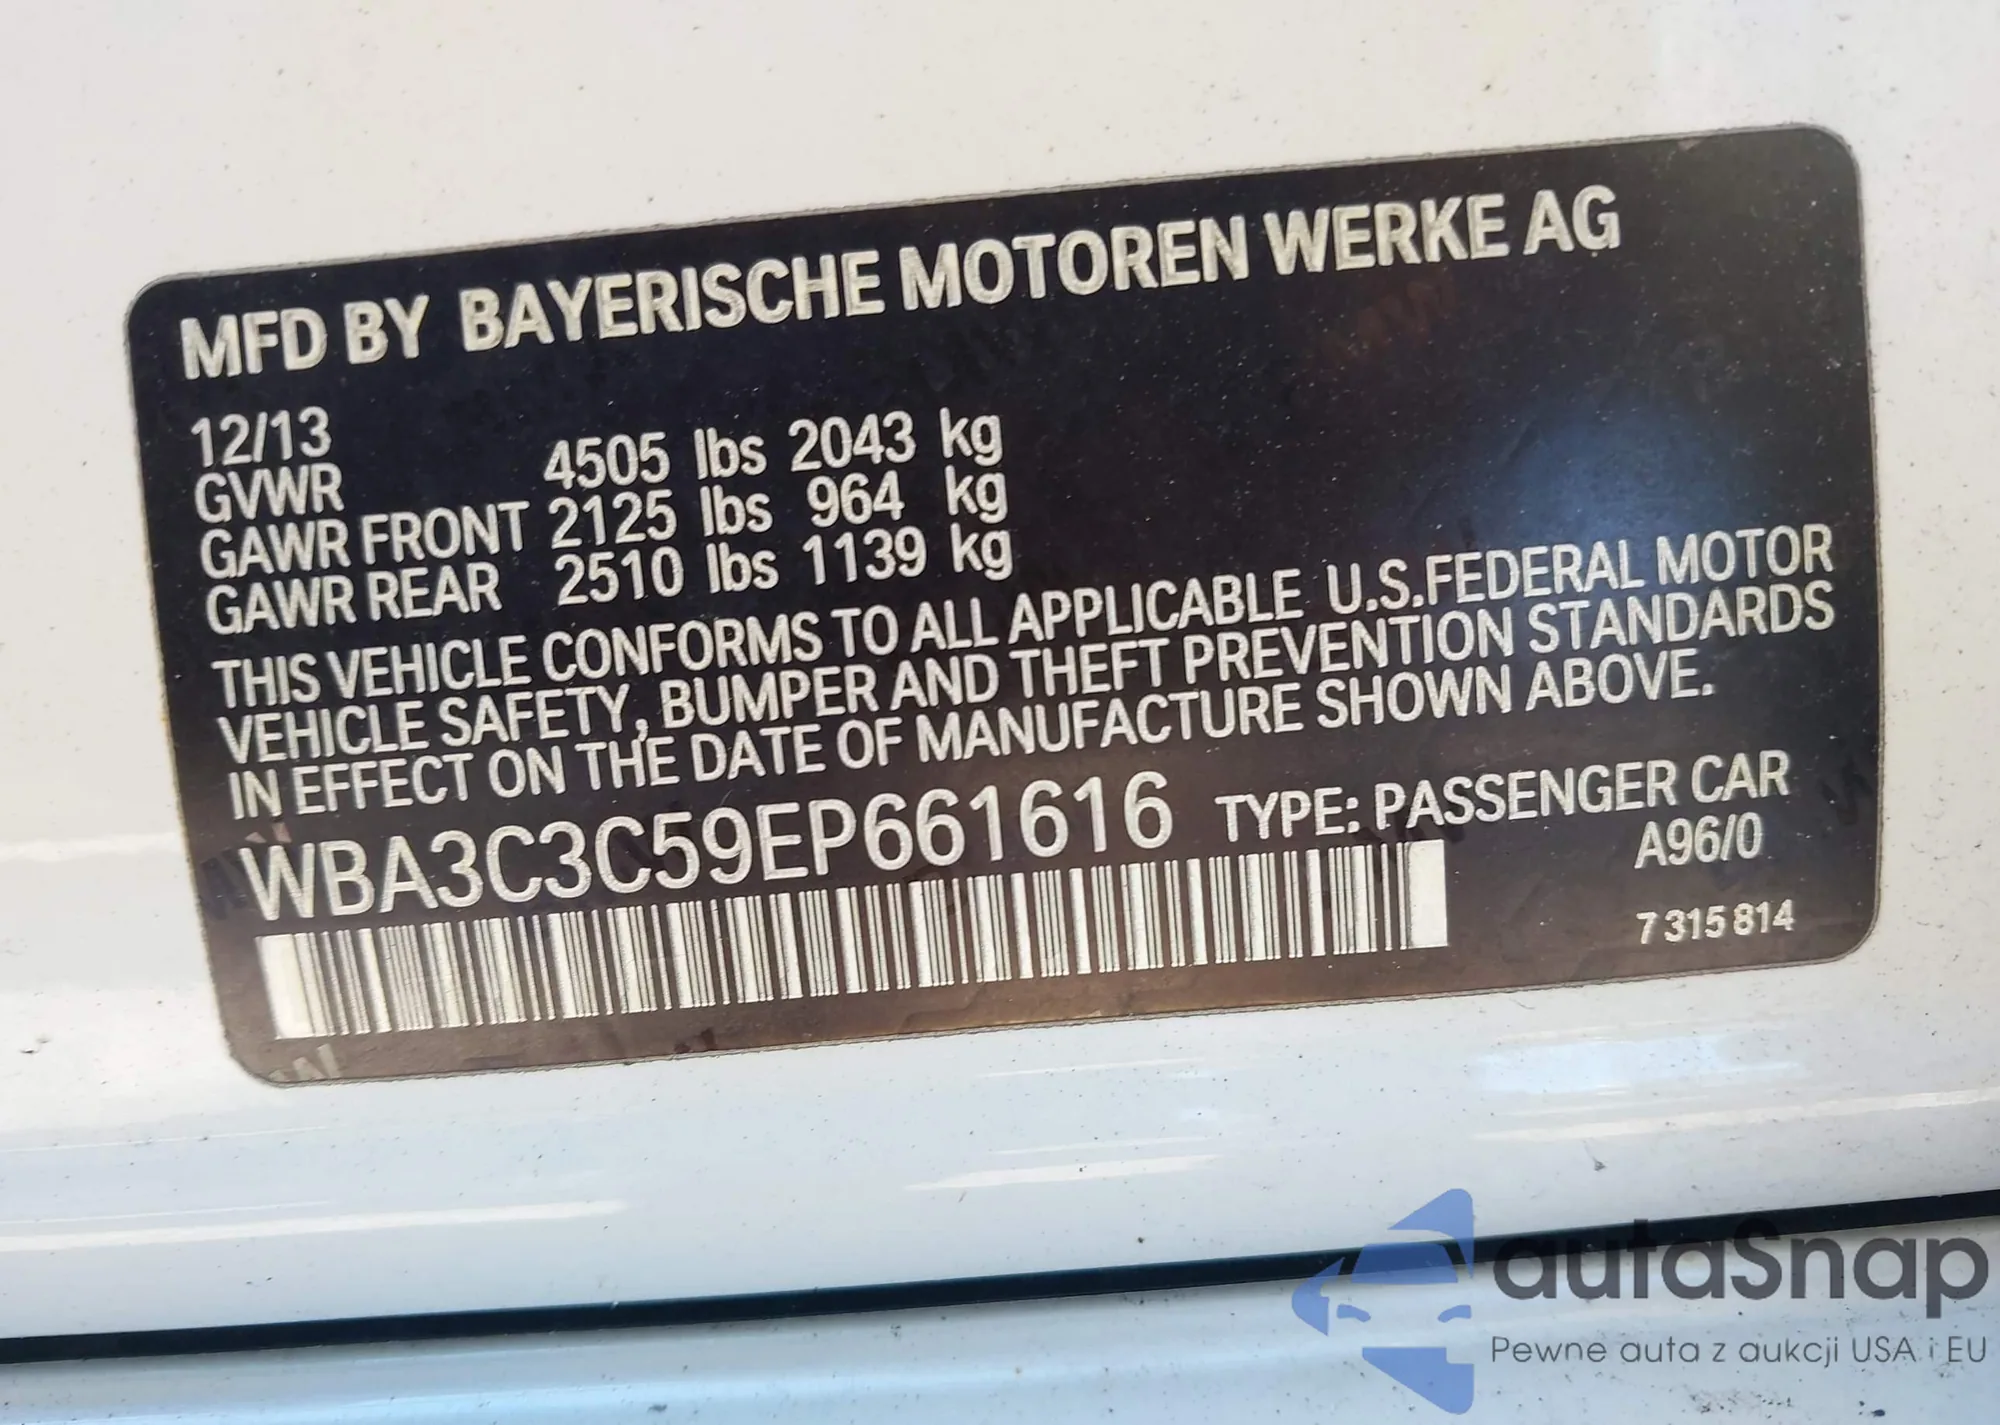 MFD BY BAYERISCHE MOTOREN WERKE AG
12/13
GVWR 4505 lbs 2043 kg
GAWR FRONT 2125 lbs 964 kg
GAWR REAR 2510 lbs 1139 kg
THIS VEHICLE CONFORMS TO ALL APPLICABLE U.S.FEDERAL MOTOR
VEHICLE SAFETY, BUMPER AND THEFT PREVENTION STANDARDS
IN EFFECT ON THE DATE OF MANUFACTURE SHOWN ABOVE.
WBA3C3C59EP661616 TYPE: PASSENGER CAR
A96/0
7 315 814
autaSnap
Pewne auta z aukcji USA i EU